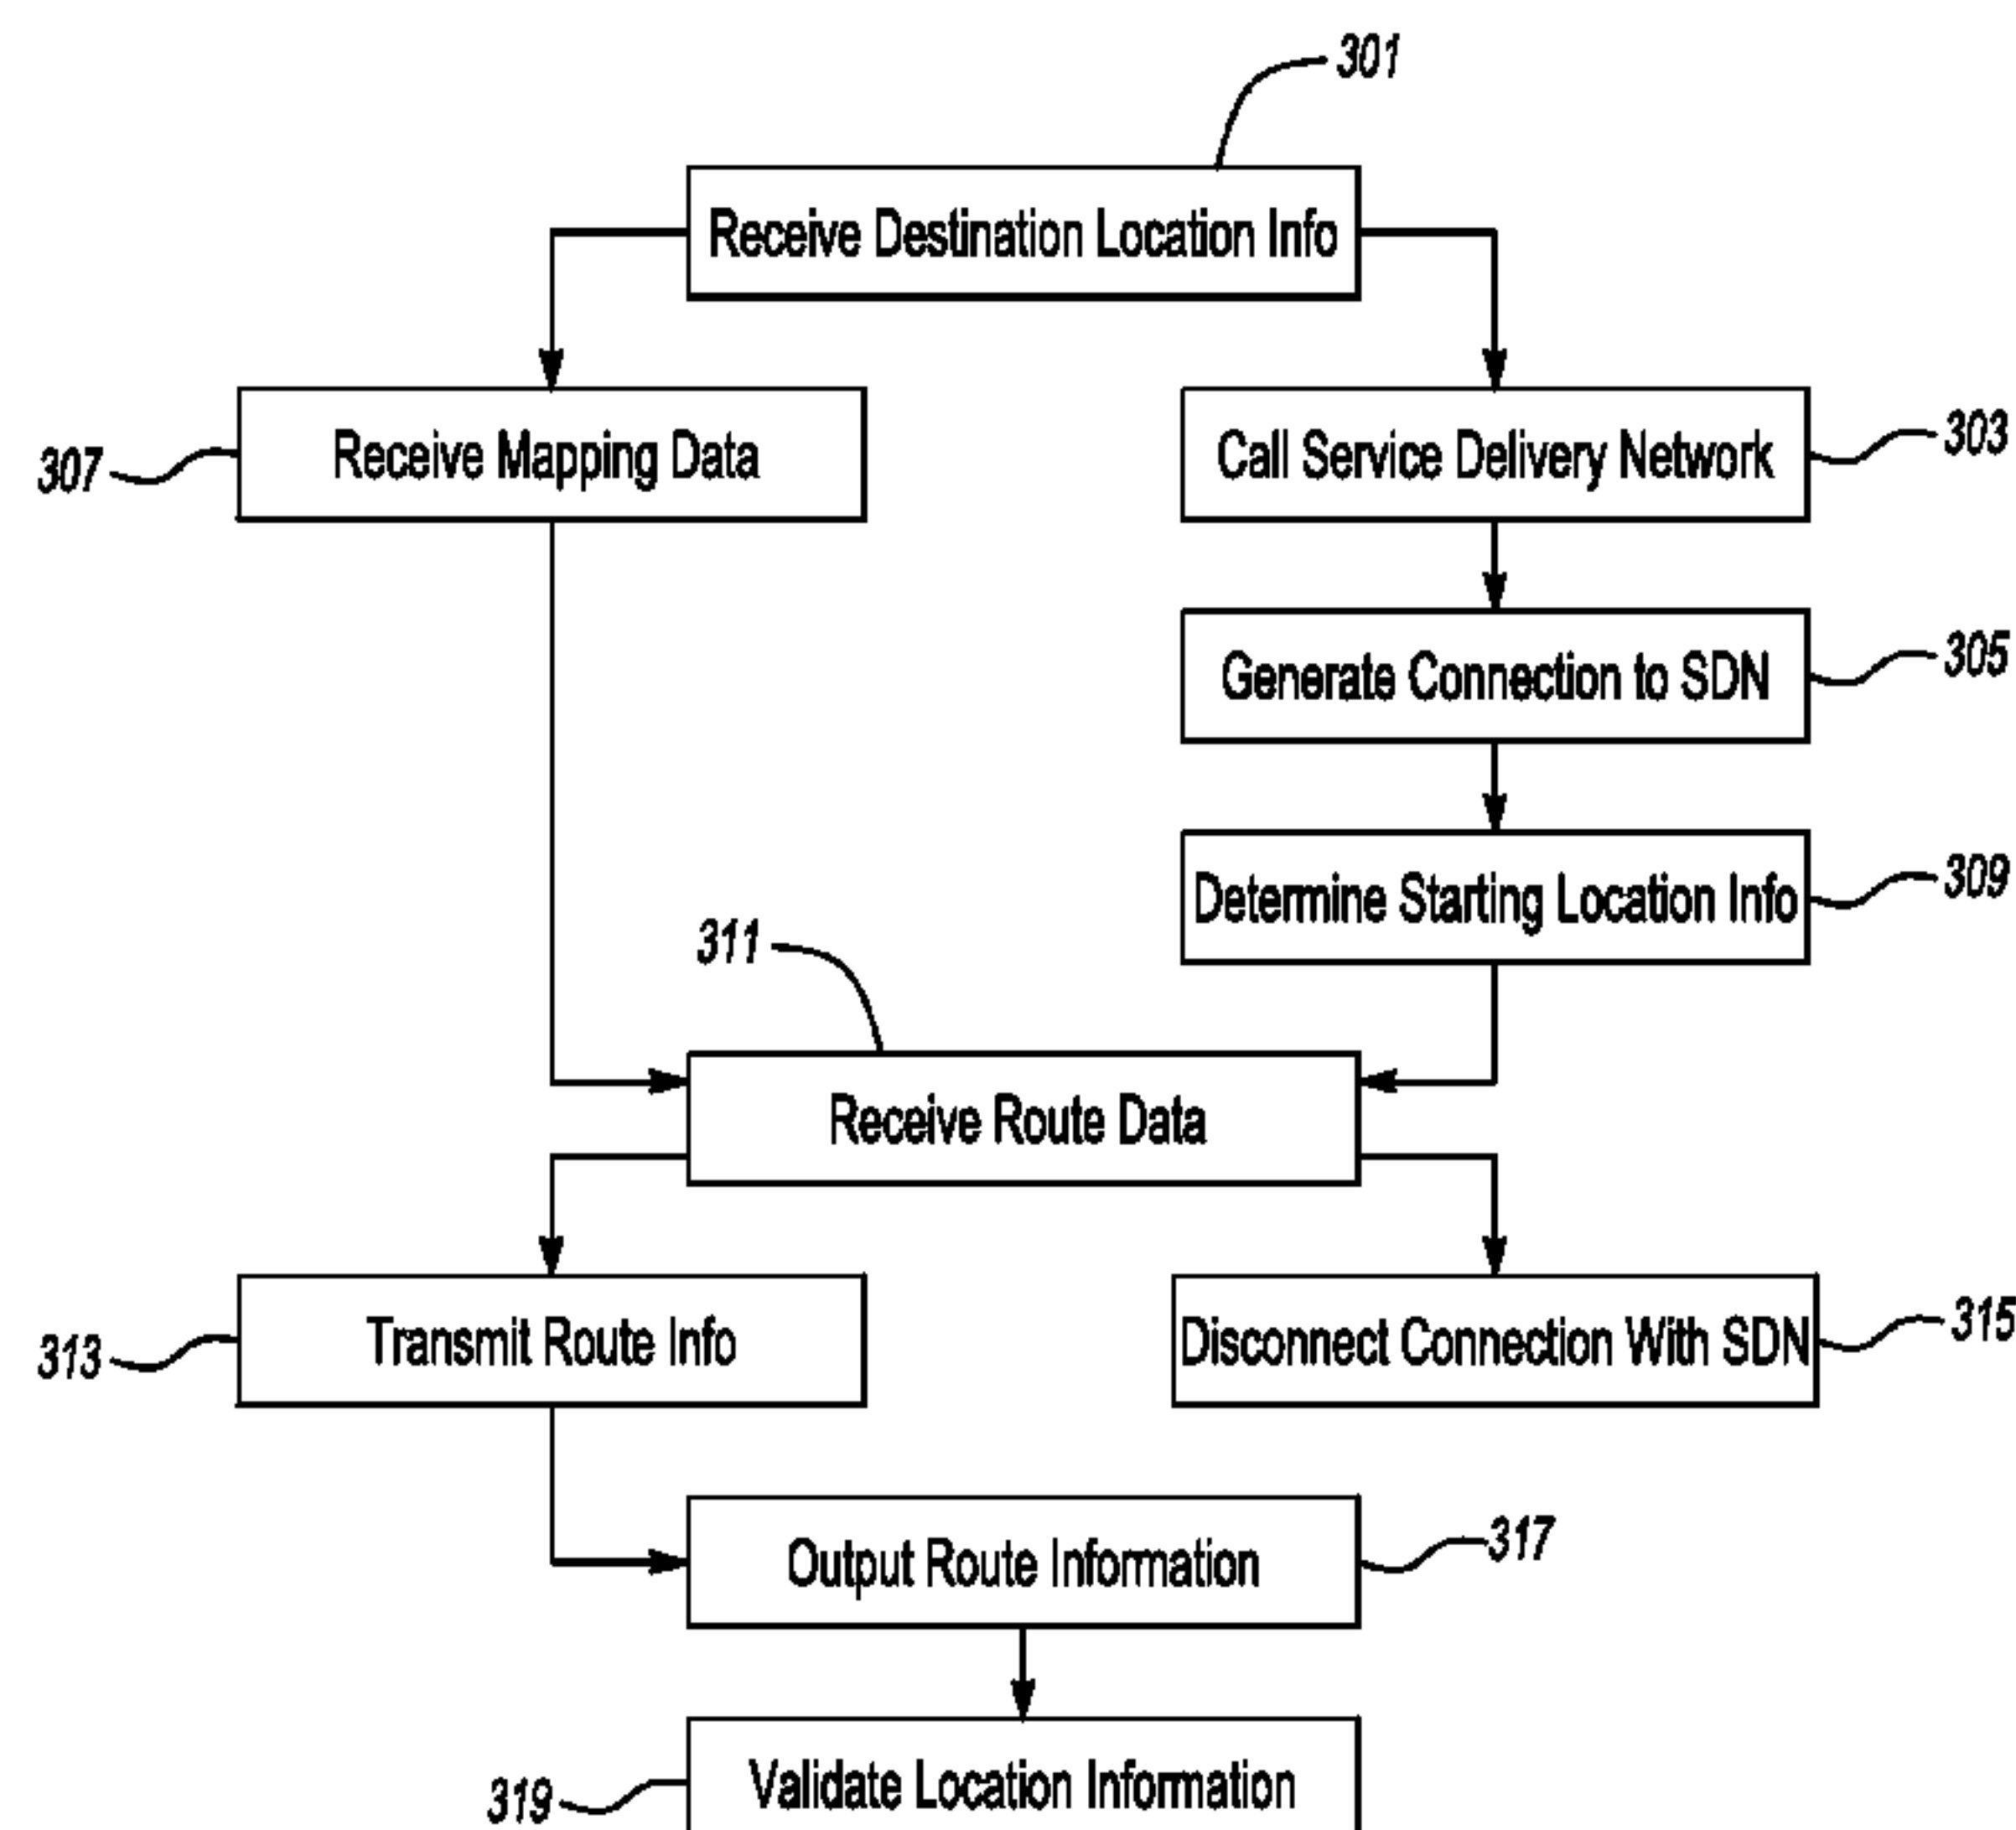 301
Receive Destination Location Info
307
Receive Mapping Data
Call Service Delivery Network
303
Generate Connection to SDN
305
Determine Starting Location Info
309
311
Receive Route Data
313
Transmit Route Info
Disconnect Connection With SDN
315
Output Route Information
317
319
Validate Location Information